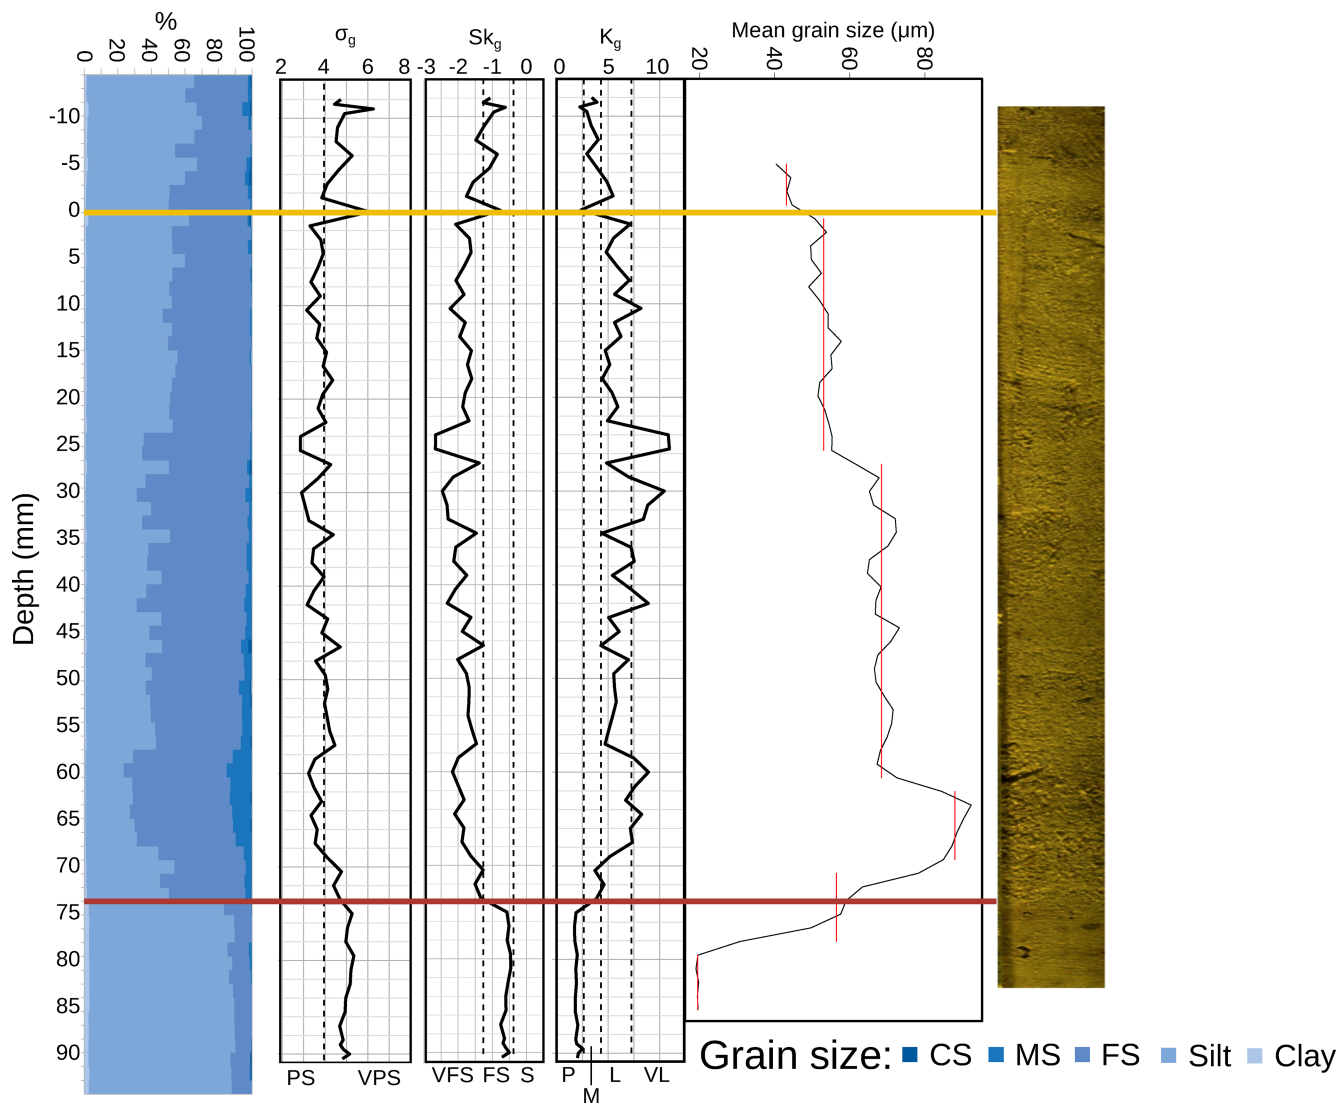 %
0 20 40 60 80 100
σg
2 4 6 8
Skg
-3 -2 -1 0
Kg
0 5 10
Mean grain size (μm)
20 40 60 80
Depth (mm)
-10
-5
0
5
10
15
20
25
30
35
40
45
50
55
60
65
70
75
80
85
90
PS VPS
VFS FS S
P L VL
M
Grain size: CS MS FS Silt Clay